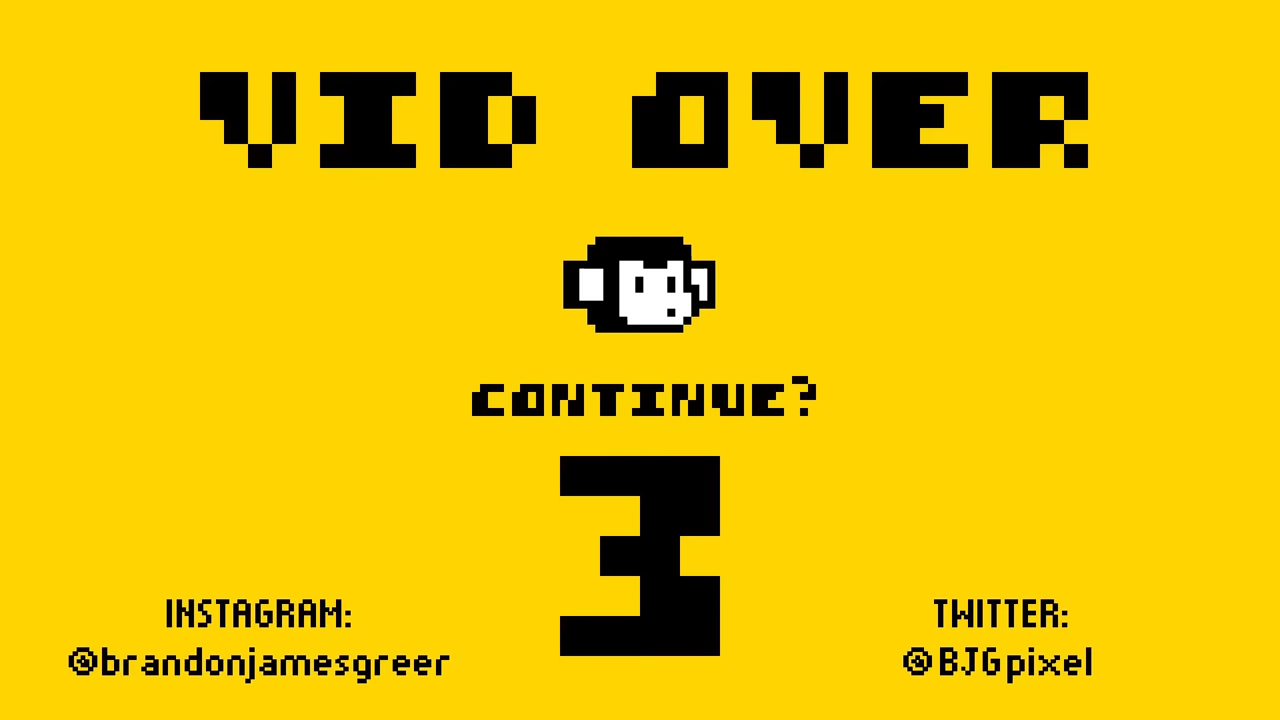 VID OVER
CONTINUE?
3
INSTAGRAM:
@brandonjamesgreer
TWITTER:
@BJGpixel